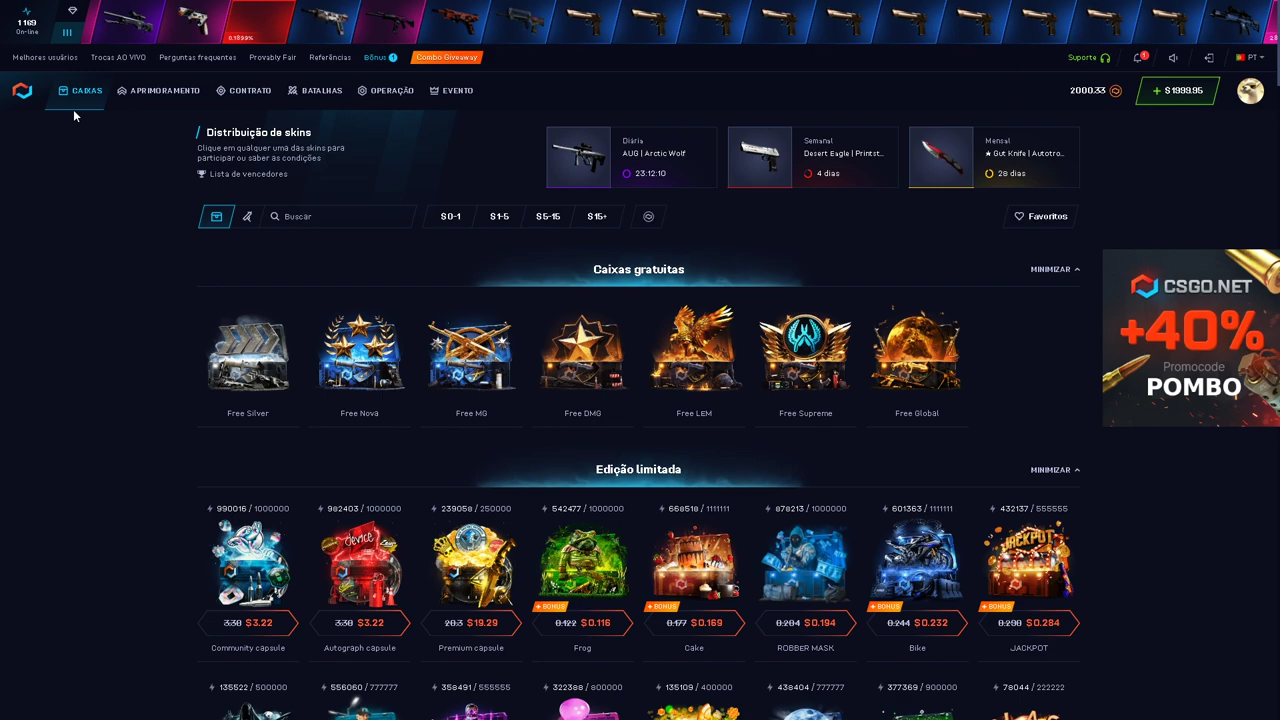 1 169
On-line
0.1899%
Melhores usuários
Trocas AO VIVO
Perguntas frequentes
Provably Fair
Referências
Bônus 1
Combo Giveaway
Suporte
1
PT
CAIXAS
APRIMORAMENTO
CONTRATO
BATALHAS
OPERAÇÃO
EVENTO
2000.33
+ $ 1999.95
Distribuição de skins
Clique em qualquer uma das skins para
participar ou saber as condições
Lista de vencedores
Diária
AUG | Arctic Wolf
23:12:10
Semanal
Desert Eagle | Printst...
4 dias
Mensal
★ Gut Knife | Autotro...
28 dias
Buscar
$ 0-1
$ 1-5
$ 5-15
$ 15+
Favoritos
Caixas gratuitas
MINIMIZAR
Free Silver
Free Nova
Free MG
Free DMG
Free LEM
Free Supreme
Free Global
CSGO.NET
+40%
Promocode
POMBO
Edição limitada
MINIMIZAR
990016 / 1000000
982403 / 1000000
239058 / 250000
542477 / 1000000
668518 / 1111111
878213 / 1000000
601363 / 1111111
432137 / 555555
device
JACKPOT
+ BONUS
+ BONUS
+ BONUS
+ BONUS
3.38 $ 3.22
3.38 $ 3.22
20.3 $ 19.29
0.122 $ 0.116
0.177 $ 0.169
0.204 $ 0.194
0.244 $ 0.232
0.298 $ 0.284
Community capsule
Autograph capsule
Premium capsule
Frog
Cake
ROBBER MASK
Bike
JACKPOT
135522 / 500000
556060 / 777777
358491 / 555555
322388 / 800000
135109 / 400000
438404 / 777777
377369 / 900000
78044 / 222222